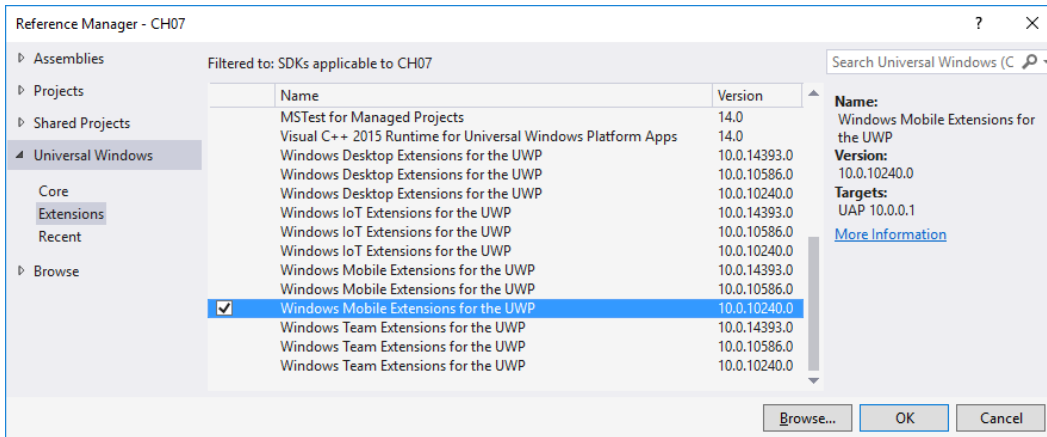 Reference Manager - CH07
Assemblies
Projects
Shared Projects
Universal Windows
Core
Extensions
Recent
Browse
Filtered to: SDKs applicable to CH07
Name Version
MSTest for Managed Projects 14.0
Visual C++ 2015 Runtime for Universal Windows Platform Apps 14.0
Windows Desktop Extensions for the UWP 10.0.14393.0
Windows Desktop Extensions for the UWP 10.0.10586.0
Windows Desktop Extensions for the UWP 10.0.10240.0
Windows IoT Extensions for the UWP 10.0.14393.0
Windows IoT Extensions for the UWP 10.0.10586.0
Windows IoT Extensions for the UWP 10.0.10240.0
Windows Mobile Extensions for the UWP 10.0.14393.0
Windows Mobile Extensions for the UWP 10.0.10586.0
Windows Mobile Extensions for the UWP 10.0.10240.0
Windows Team Extensions for the UWP 10.0.14393.0
Windows Team Extensions for the UWP 10.0.10586.0
Windows Team Extensions for the UWP 10.0.10240.0
Search Universal Windows (C
Name:
Windows Mobile Extensions for
the UWP
Version:
10.0.10240.0
Targets:
UAP 10.0.0.1
More Information
Browse... OK Cancel